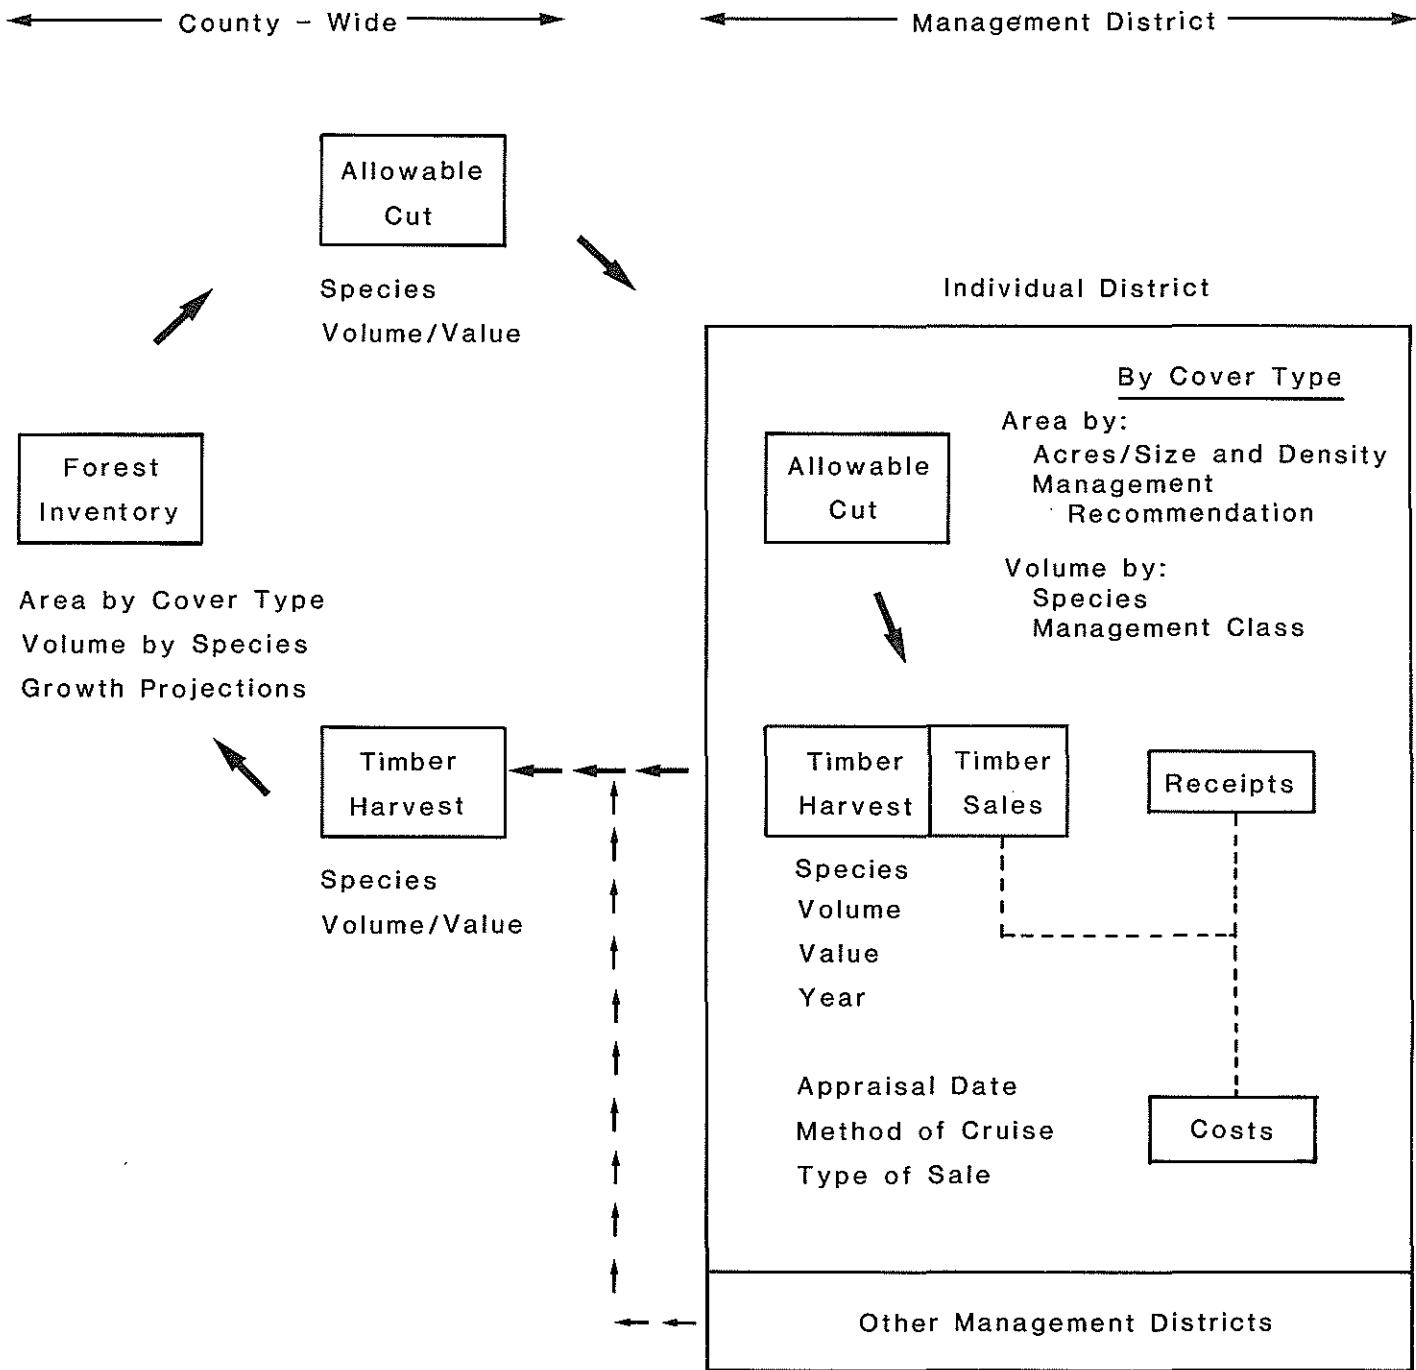 County - Wide
Management District
Allowable
Cut
Species
Volume/Value
Forest
Inventory
Area by Cover Type
Volume by Species
Growth Projections
Timber
Harvest
Species
Volume/Value
Individual District
By Cover Type
Area by:
Acres/Size and Density
Management
Recommendation
Volume by:
Species
Management Class
Allowable
Cut
Timber
Harvest
Timber
Sales
Receipts
Species
Volume
Value
Year
Appraisal Date
Method of Cruise
Type of Sale
Costs
Other Management Districts